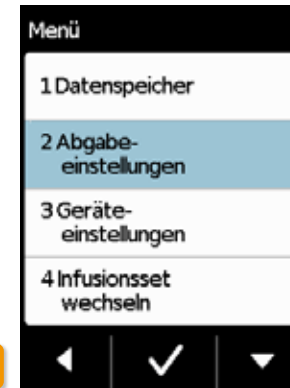 Menü
1 Datenspeicher
2 Abgabe-
einstellungen
3 Geräte-
einstellungen
4 Infusionsset
wechseln